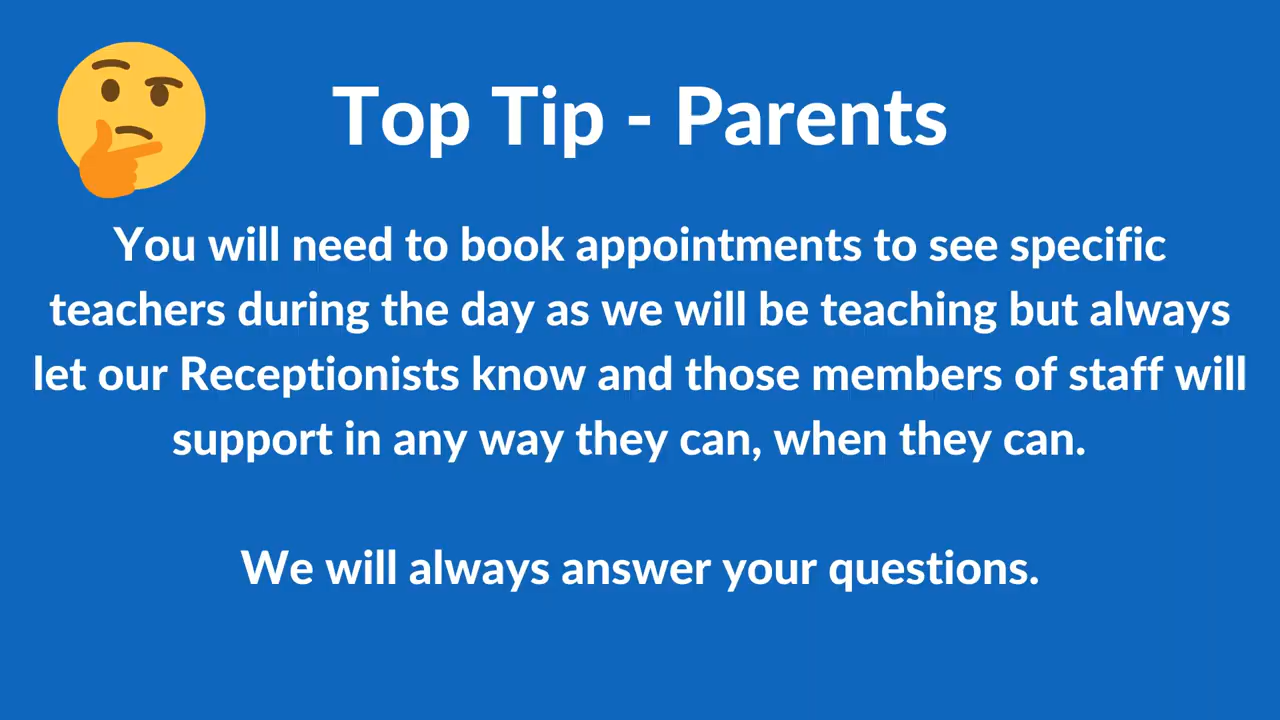 Top Tip - Parents
You will need to book appointments to see specific
teachers during the day as we will be teaching but always
let our Receptionists know and those members of staff will
support in any way they can, when they can.
We will always answer your questions.